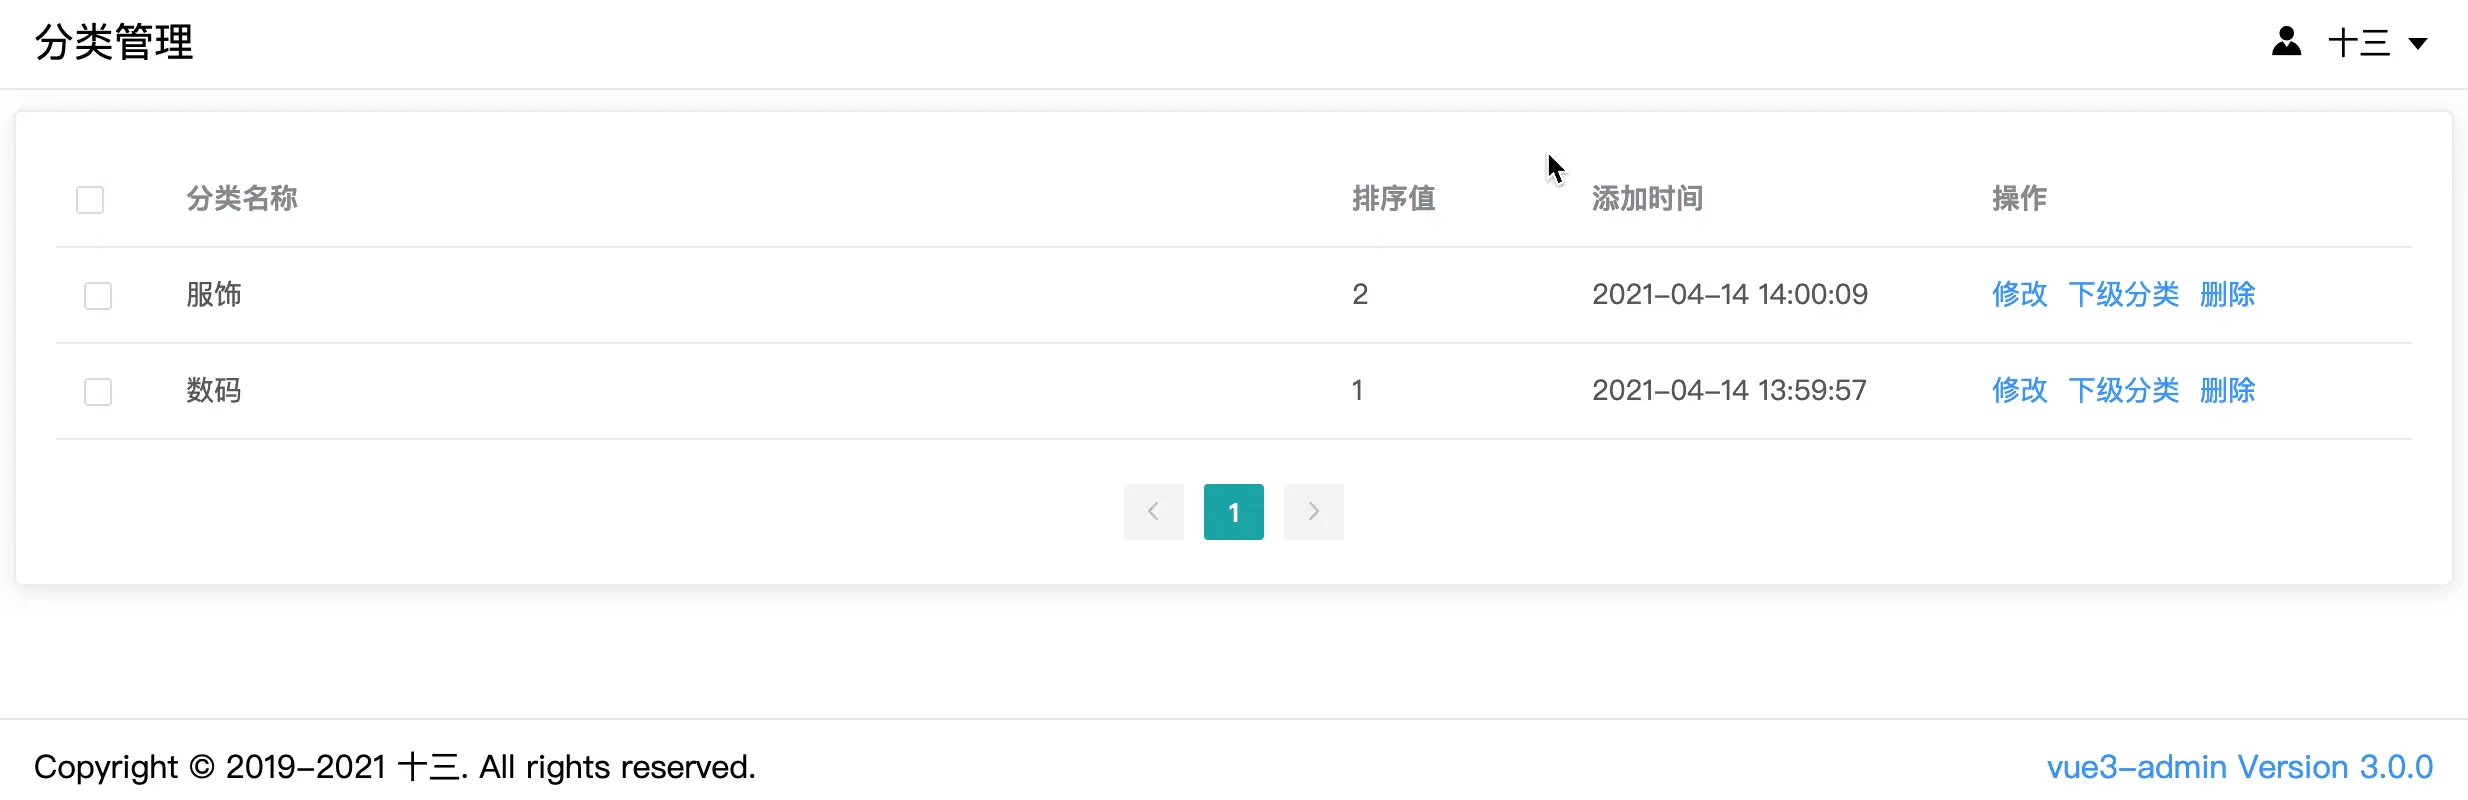 分类管理 十三
分类名称 排序值 添加时间 操作
服饰 2 2021-04-14 14:00:09 修改 下级分类 删除
数码 1 2021-04-14 13:59:57 修改 下级分类 删除
1
Copyright © 2019-2021 十三. All rights reserved. vue3-admin Version 3.0.0